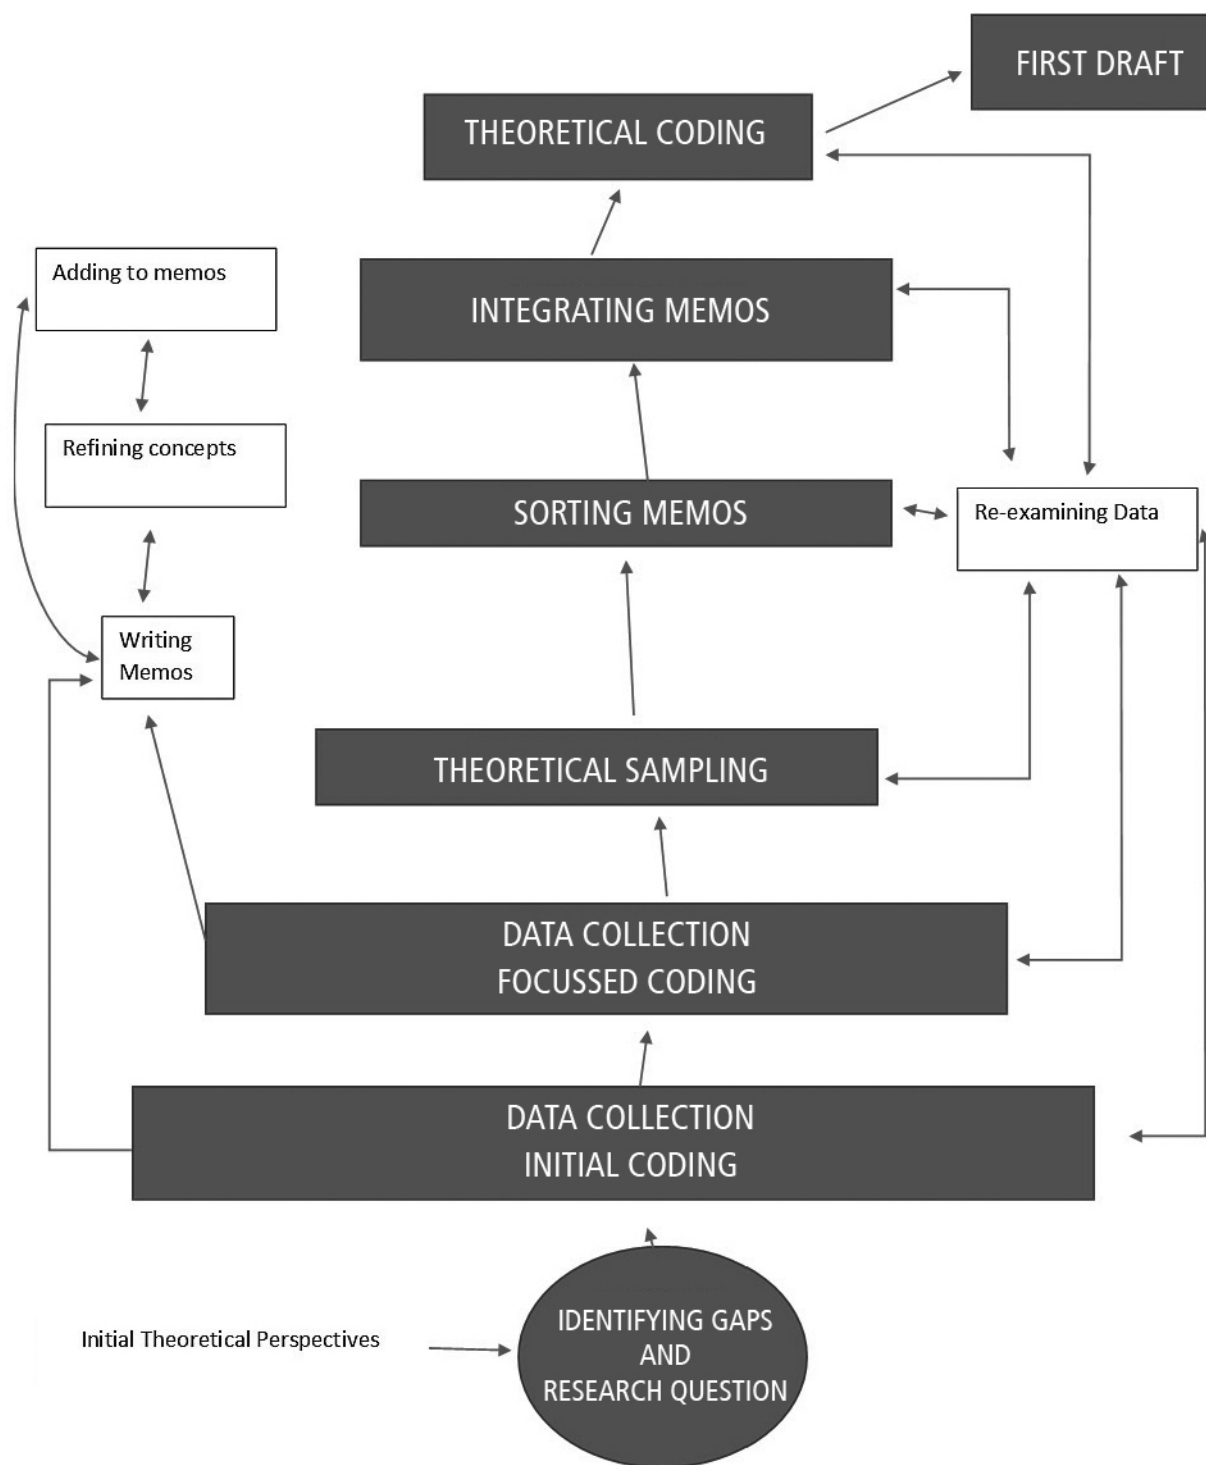 FIRST DRAFT
THEORETICAL CODING
Adding to memos
INTEGRATING MEMOS
Refining concepts
SORTING MEMOS
Re-examining Data
Writing
Memos
THEORETICAL SAMPLING
DATA COLLECTION
FOCUSSED CODING
DATA COLLECTION
INITIAL CODING
Initial Theoretical Perspectives
IDENTIFYING GAPS
AND
RESEARCH QUESTION